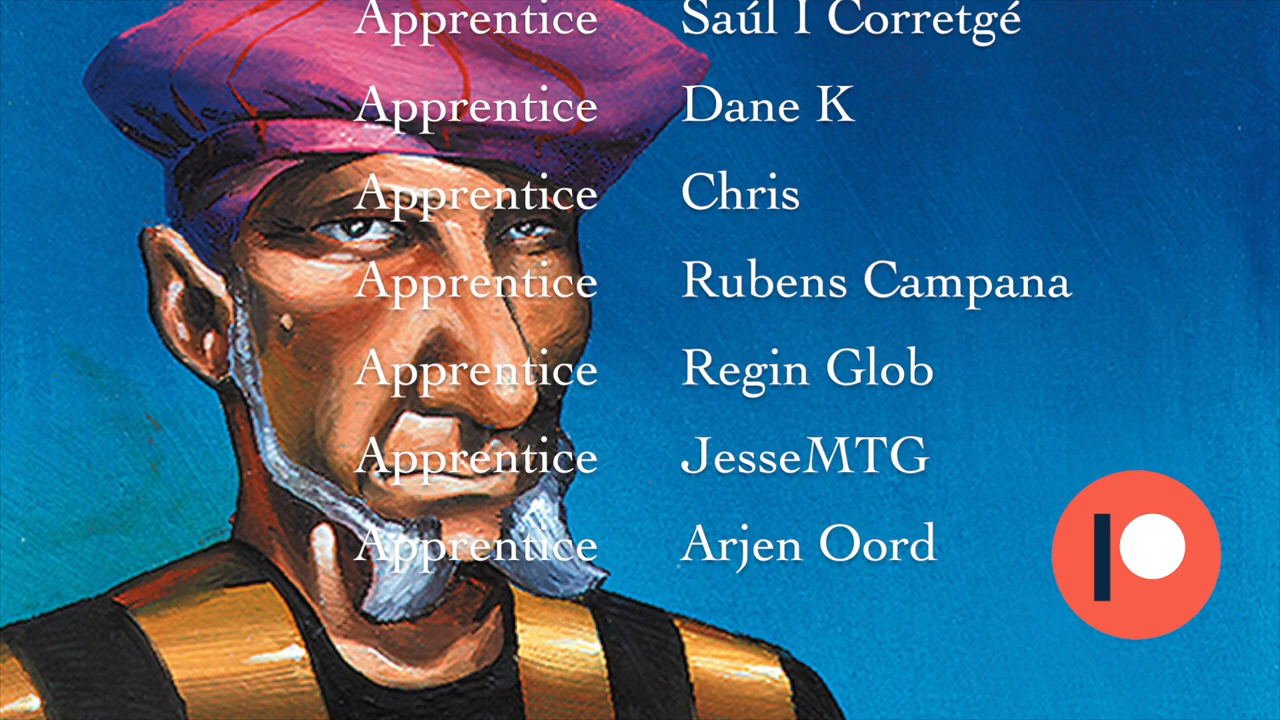 Apprentice Saúl I Corretgé
Apprentice Dane K
Apprentice Chris
Apprentice Rubens Campana
Apprentice Regin Glob
Apprentice JesseMTG
Apprentice Arjen Oord